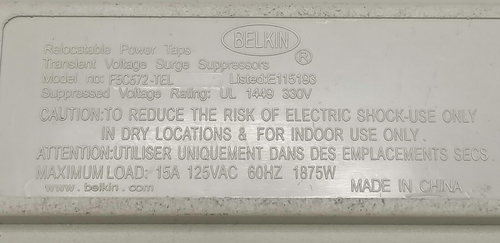 BELKIN ®
Relocatable Power Taps
Transient Voltage Surge Suppressors
Model no: F5C572-TEL Listed:E115193
Suppressed Voltage Rating: UL 1449 330V
CAUTION:TO REDUCE THE RISK OF ELECTRIC SHOCK-USE ONLY
IN DRY LOCATIONS & FOR INDOOR USE ONLY.
ATTENTION:UTILISER UNIQUEMENT DANS DES EMPLACEMENTS SECS
MAXIMUM LOAD: 15A 125VAC 60HZ 1875W
www.belkin.com MADE IN CHINA